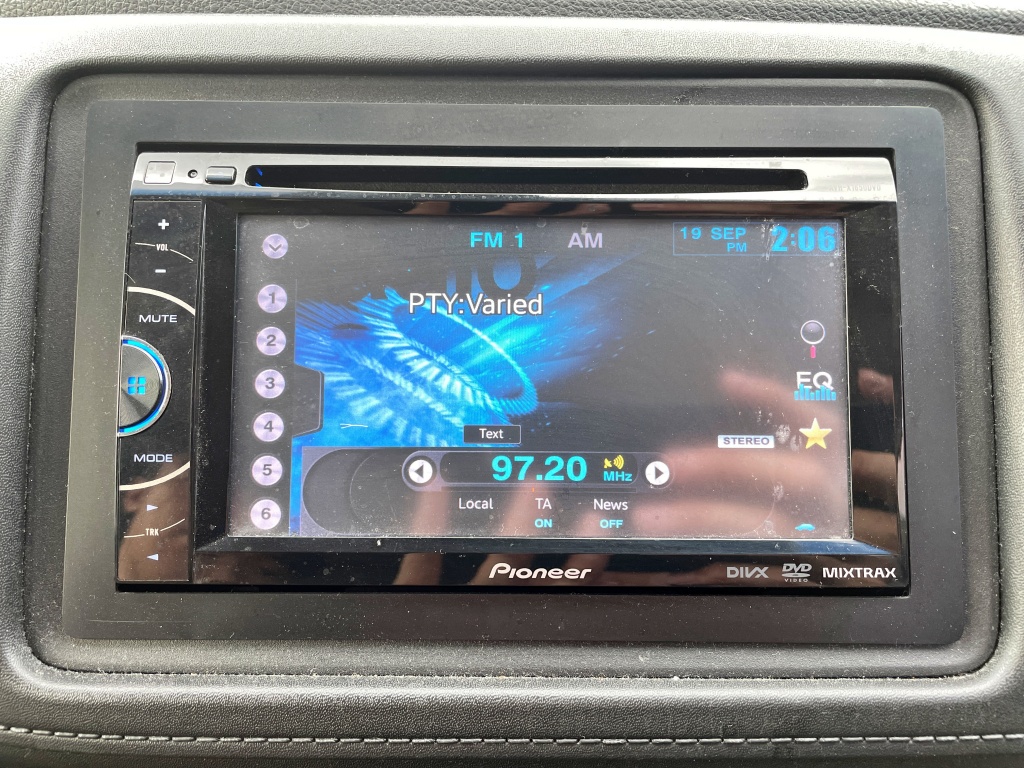 +
VOL
-
MUTE
MODE
TRK
FM 1
AM
19 SEP
PM
2:06
1
2
3
4
5
6
PTY:Varied
EQ
Text
STEREO
97.20
MHz
Local
TA
News
ON
OFF
Pioneer
DIVX
DVD
VIDEO
MIXTRAX